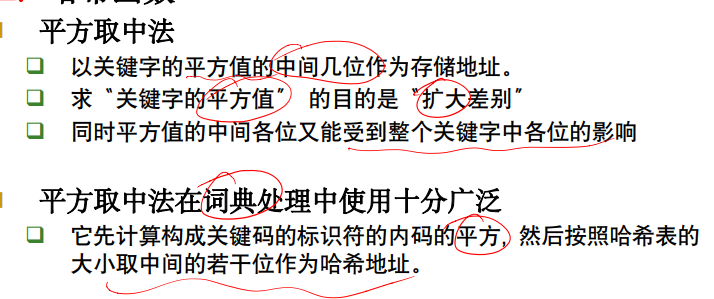 平方取中法
以关键字的平方值的中间几位作为存储地址。
求“关键字的平方值” 的目的是“扩大差别”
同时平方值的中间各位又能受到整个关键字中各位的影响
平方取中法在词典处理中使用十分广泛
它先计算构成关键码的标识符的内码的平方, 然后按照哈希表的
大小取中间的若干位作为哈希地址。